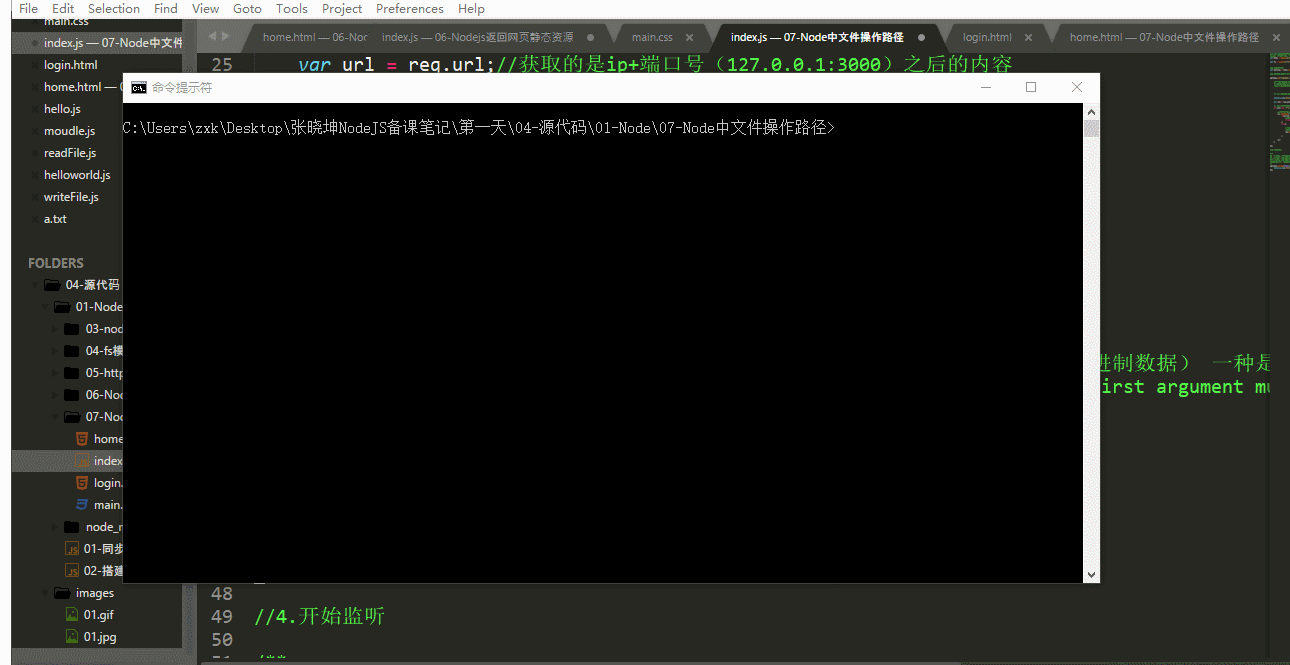 File Edit Selection Find View Goto Tools Project Preferences Help
main.css
index.js — 07-Node中文件
login.html
home.html —
hello.js
moudle.js
readFile.js
helloworld.js
writeFile.js
a.txt
FOLDERS
04-源代码
01-Node
03-nod
04-fs模
05-http
06-Nod
07-Nod
home
index
login.
main.
node_r
01-同步
02-搭建
images
01.gif
01.jpg
home.html — 06-Nor
index.js — 06-Nodejs返回网页静态资源
main.css
index.js — 07-Node中文件操作路径
login.html
home.html — 07-Node中文件操作路径
25 var url = req.url;//获取的是ip+端口号（127.0.0.1:3000）之后的内容
命令提示符
C:\Users\zxk\Desktop\张晓坤NodeJS备课笔记\第一天\04-源代码\01-Node\07-Node中文件操作路径>
进制数据） 一种是
irst argument mu
48
49 //4.开始监听
50